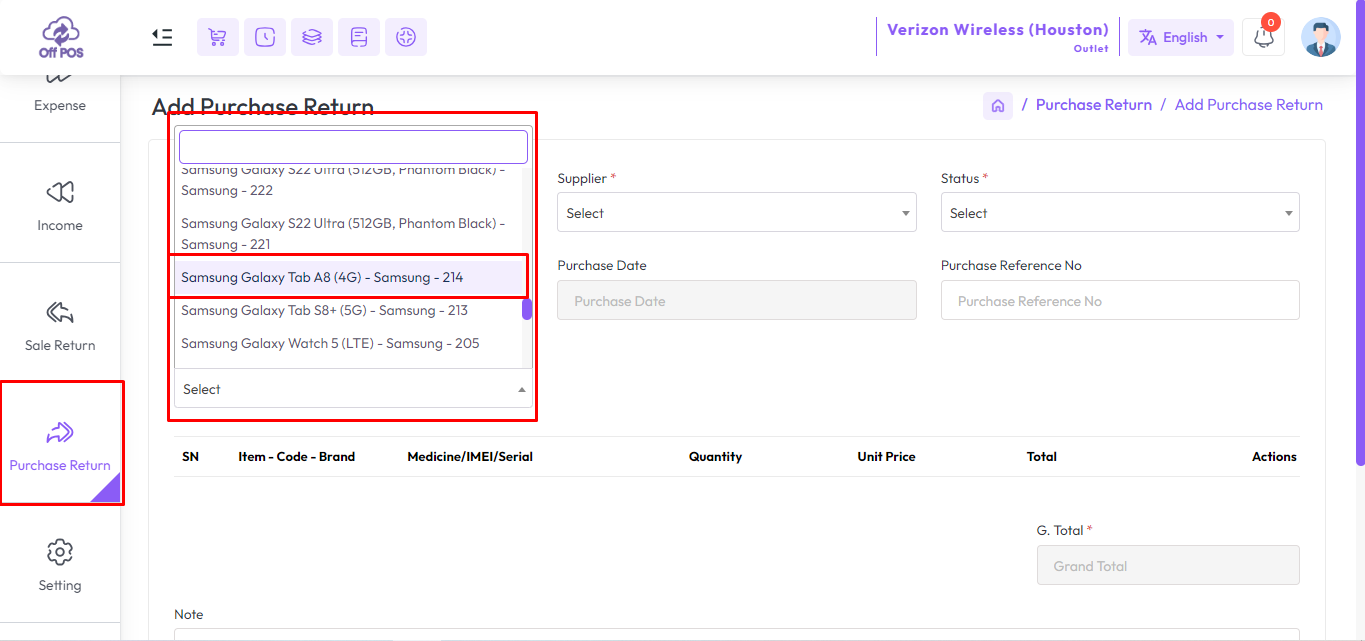 Off POS
Verizon Wireless (Houston)
Outlet
English
0
Expense
Income
Sale Return
Purchase Return
Setting
Add Purchase Return
/ Purchase Return / Add Purchase Return
Samsung Galaxy S22 Ultra (512GB, Phantom Black) -
Samsung - 222
Samsung Galaxy S22 Ultra (512GB, Phantom Black) -
Samsung - 221
Samsung Galaxy Tab A8 (4G) - Samsung - 214
Samsung Galaxy Tab S8+ (5G) - Samsung - 213
Samsung Galaxy Watch 5 (LTE) - Samsung - 205
Select
Supplier *
Select
Status *
Select
Purchase Date
Purchase Date
Purchase Reference No
Purchase Reference No
SN Item - Code - Brand Medicine/IMEI/Serial Quantity Unit Price Total Actions
G. Total *
Grand Total
Note